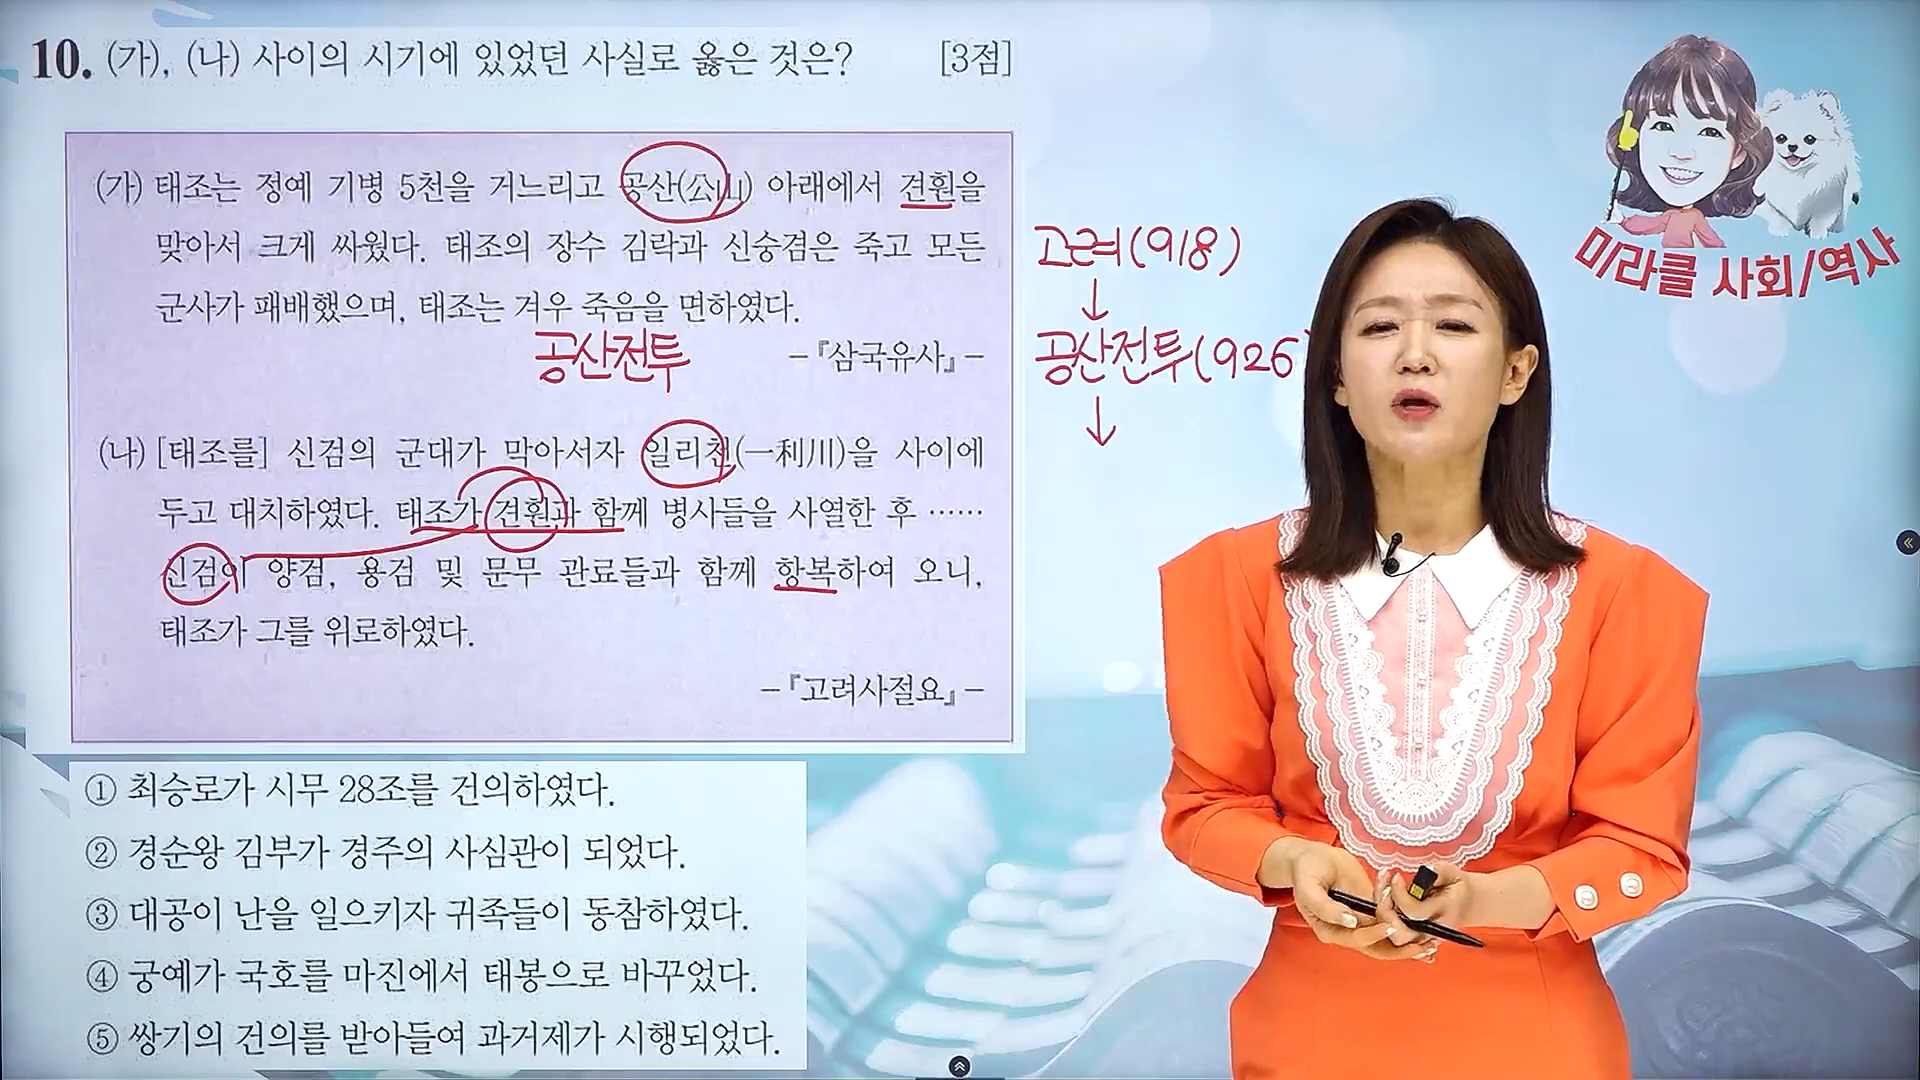 10. (가), (나) 사이의 시기에 있었던 사실로 옳은 것은? [3점]
(가) 태조는 정예 기병 5천을 거느리고 공산(公山) 아래에서 견훤을
맞아서 크게 싸웠다. 태조의 장수 김락과 신숭겸은 죽고 모든
군사가 패배했으며, 태조는 겨우 죽음을 면하였다.
공산전투
-『삼국유사』-
(나) [태조를] 신검의 군대가 막아서자 일리천(一利川)을 사이에
두고 대치하였다. 태조가 견훤과 함께 병사들을 사열한 후 ……
신검이 양검, 용검 및 문무 관료들과 함께 항복하여 오니,
태조가 그를 위로하였다.
-『고려사절요』-
① 최승로가 시무 28조를 건의하였다.
② 경순왕 김부가 경주의 사심관이 되었다.
③ 대공이 난을 일으키자 귀족들이 동참하였다.
④ 궁예가 국호를 마진에서 태봉으로 바꾸었다.
⑤ 쌍기의 건의를 받아들여 과거제가 시행되었다.
고려(918)
↓
공산전투(926
↓
미라클 사회/역사